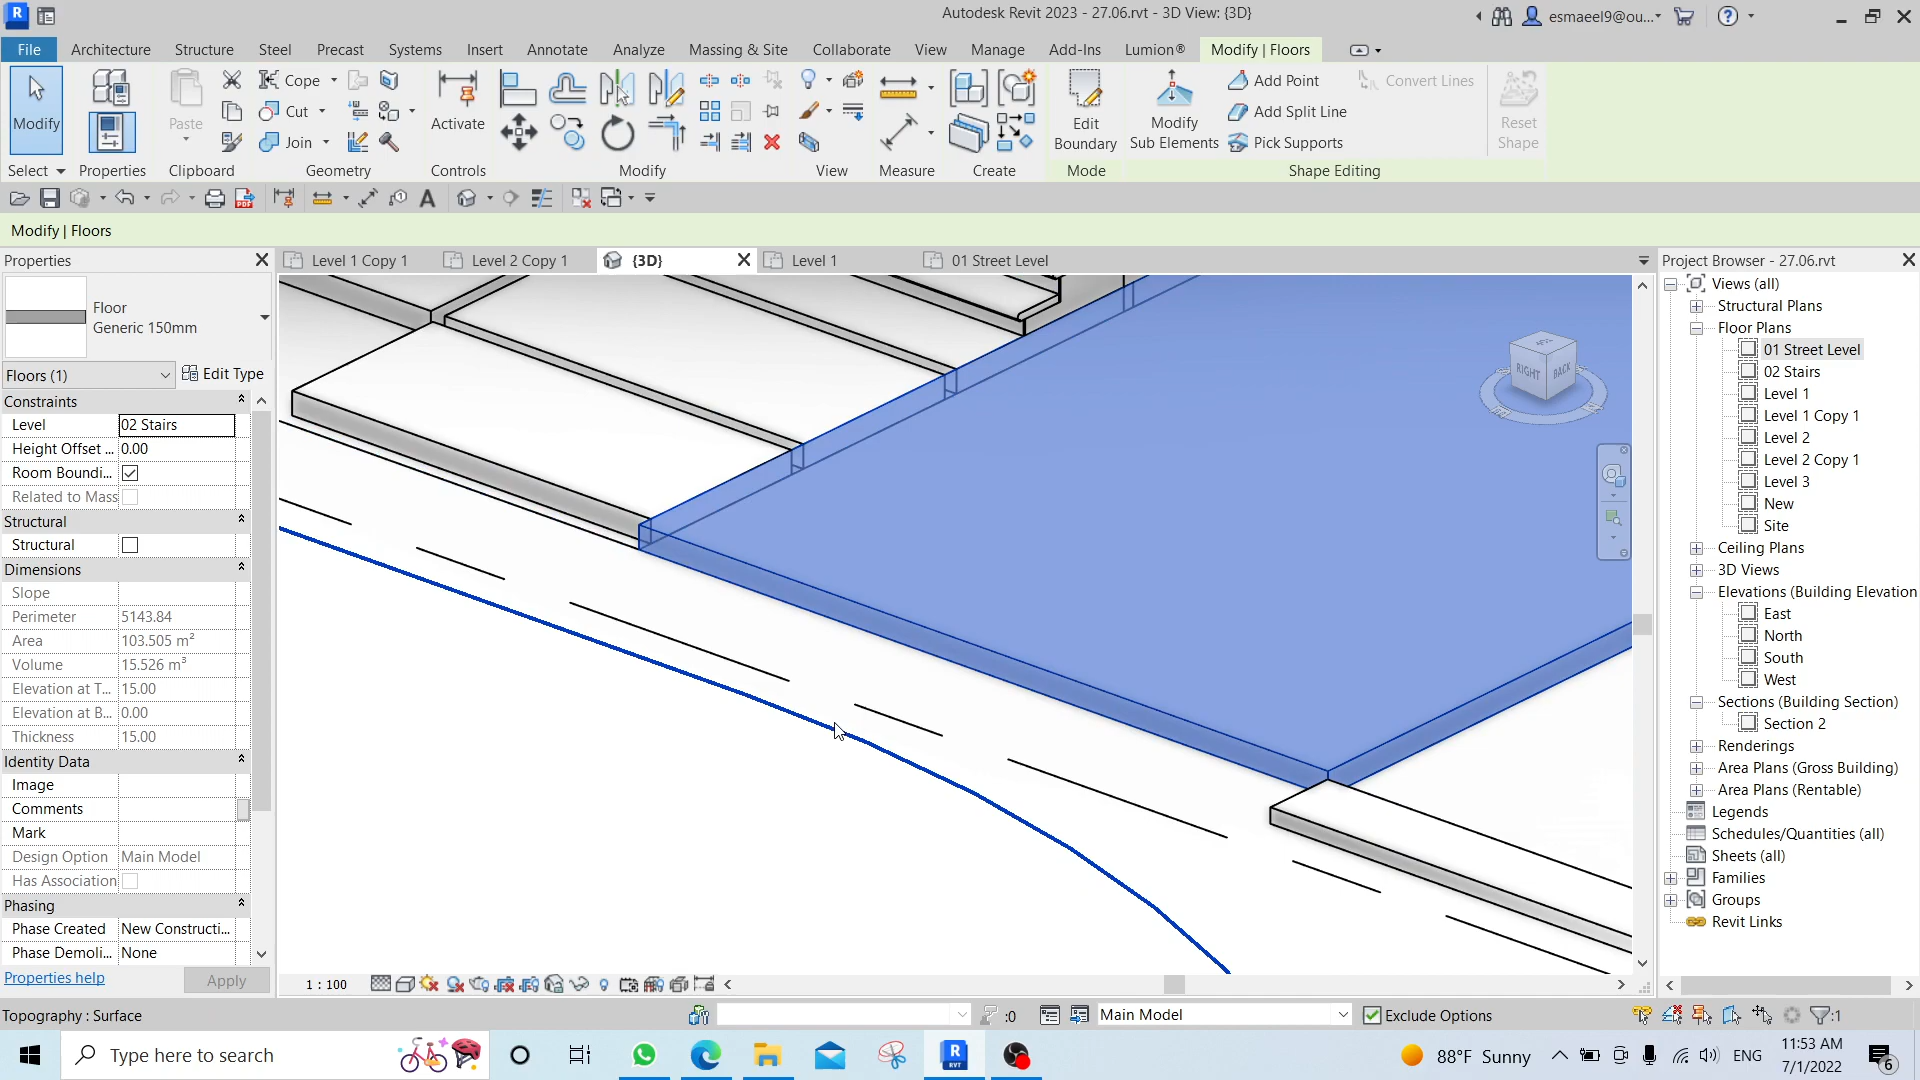 Autodesk Revit 2023 - 27.06.rvt - 3D View: {3D}
esmaeel9@ou...
File
Architecture
Structure
Steel
Precast
Systems
Insert
Annotate
Analyze
Massing & Site
Collaborate
View
Manage
Add-Ins
Lumion®
Modify | Floors
Modify
Paste
Cope
Cut
Join
Activate
Edit
Boundary
Modify
Sub Elements
Add Point
Add Split Line
Pick Supports
Convert Lines
Reset
Shape
Select
Properties
Clipboard
Geometry
Controls
Modify
View
Measure
Create
Mode
Shape Editing
Modify | Floors
Properties
Floor
Generic 150mm
Floors (1)
Edit Type
Constraints
Level
02 Stairs
Height Offset ...
0.00
Room Boundi...
Related to Mass
Structural
Structural
Dimensions
Slope
Perimeter
5143.84
Area
103.505 m²
Volume
15.526 m³
Elevation at T...
15.00
Elevation at B...
0.00
Thickness
15.00
Identity Data
Image
Comments
Mark
Design Option
Main Model
Has Association
Phasing
Phase Created
New Constructi...
Phase Demoli...
None
Properties help
Apply
Level 1 Copy 1
Level 2 Copy 1
{3D}
Level 1
01 Street Level
RIGHT
BACK
1 : 100
Project Browser - 27.06.rvt
Views (all)
Structural Plans
Floor Plans
01 Street Level
02 Stairs
Level 1
Level 1 Copy 1
Level 2
Level 2 Copy 1
Level 3
New
Site
Ceiling Plans
3D Views
Elevations (Building Elevation
East
North
South
West
Sections (Building Section)
Section 2
Renderings
Area Plans (Gross Building)
Area Plans (Rentable)
Legends
Schedules/Quantities (all)
Sheets (all)
Families
Groups
Revit Links
Topography : Surface
:0
Main Model
Exclude Options
:1
Type here to search
88°F Sunny
ENG
11:53 AM
7/1/2022
6